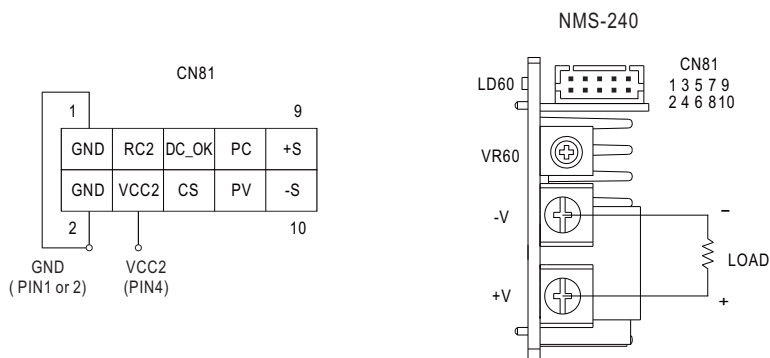 NMS-240
CN81
1 9
GND RC2 DC_OK PC +S
GND VCC2 CS PV -S
2 10
GND
( PIN1 or 2)
VCC2
(PIN4)
LD60
CN81
1 3 5 7 9
2 4 6 8 10
VR60
-V
+V
−
LOAD
+